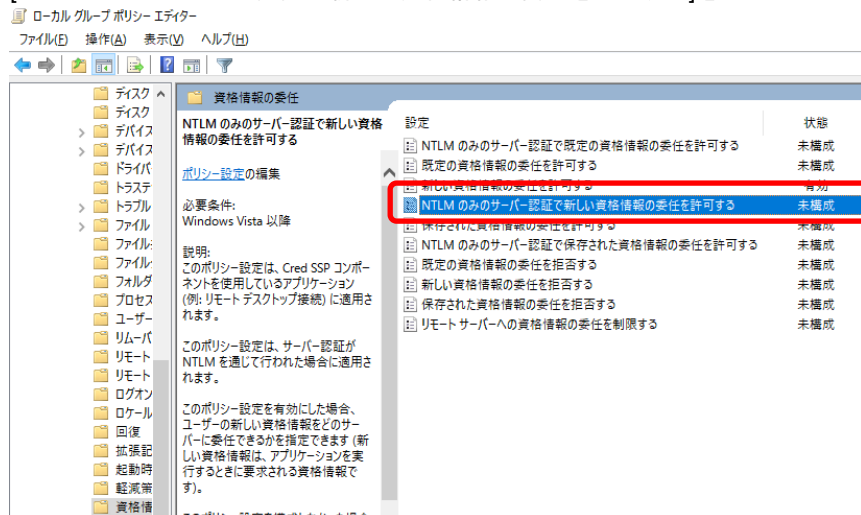 ローカル グループ ポリシー エディター
ファイル(F) 操作(A) 表示(V) ヘルプ(H)
ディスク
ディスク
デバイス
デバイス
ドライバ
トラステ
トラブル
ファイル
ファイル
ファイル
フォルダ
プロセス
ユーザー
リムーバ
リモート
リモート
ログオン
ロケール
回復
拡張記
起動時
軽減策
資格情
資格情報の委任
NTLM のみのサーバー認証で新しい資格
情報の委任を許可する
ポリシー設定の編集
必要条件:
Windows Vista 以降
説明:
このポリシー設定は、Cred SSP コンポー
ネントを使用しているアプリケーション
(例: リモート デスクトップ接続) に適用さ
れます。
このポリシー設定は、サーバー認証が
NTLM を通じて行われた場合に適用さ
れます。
このポリシー設定を有効にした場合、
ユーザーの新しい資格情報をどのサー
バーに委任できるかを指定できます (新
しい資格情報は、アプリケーションを実
行するときに要求される資格情報で
す)。
設定 状態
NTLM のみのサーバー認証で既定の資格情報の委任を許可する 未構成
既定の資格情報の委任を許可する 未構成
新しい資格情報の委任を許可する 有効
NTLM のみのサーバー認証で新しい資格情報の委任を許可する 未構成
保存された資格情報の委任を許可する 未構成
NTLM のみのサーバー認証で保存された資格情報の委任を許可する 未構成
既定の資格情報の委任を拒否する 未構成
新しい資格情報の委任を拒否する 未構成
保存された資格情報の委任を拒否する 未構成
リモート サーバーへの資格情報の委任を制限する 未構成